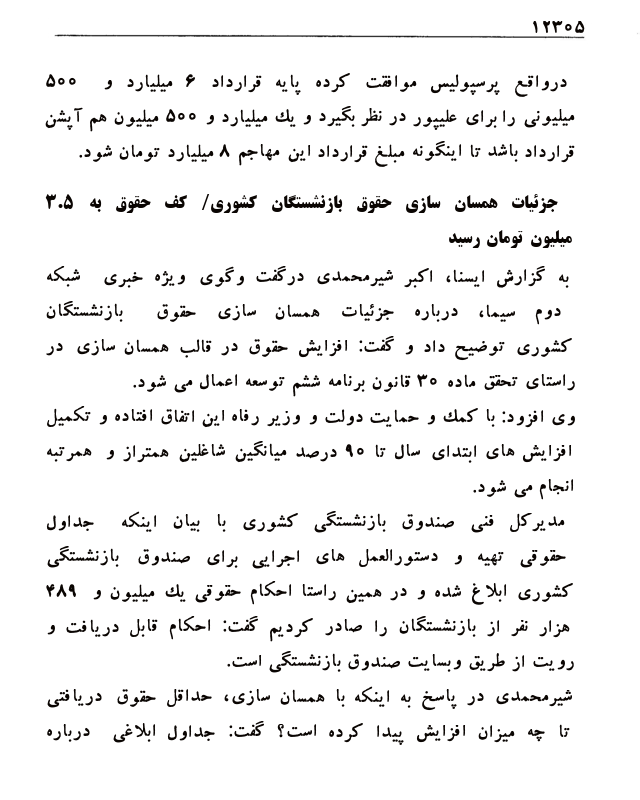 ۱۲۳۰۵
درواقع پرسپولیس موافقت کرده پایه قرارداد ۶ میلیارد و ۵۰۰
میلیونی را برای علیپور در نظر بگیرد و یك میلیارد و ۵۰۰ میلیون هم آپشن
قرارداد باشد تا اینگونه مبلغ قرارداد این مهاجم ۸ میلیارد تومان شود.
جزئیات همسان سازی حقوق بازنشستگان کشوری/ کف حقوق به ۳.۵
میلیون تومان رسید
به گزارش ایسنا، اکبر شیرمحمدی درگفت وگوی ویژه خبری شبکه
دوم سیما، درباره جزئیات همسان سازی حقوق بازنشستگان
کشوری توضیح داد و گفت: افزایش حقوق در قالب همسان سازی در
راستای تحقق ماده ۳۰ قانون برنامه ششم توسعه اعمال می شود.
وی افزود: با کمك و حمایت دولت و وزیر رفاه این اتفاق افتاده و تکمیل
افزایش های ابتدای سال تا ۹۰ درصد میانگین شاغلین همتراز و همرتبه
انجام می شود.
مدیرکل فنی صندوق بازنشستگی کشوری با بیان اینکه جداول
حقوقی تهیه و دستورالعمل های اجرایی برای صندوق بازنشستگی
کشوری ابلاغ شده و در همین راستا احکام حقوقی یك میلیون و ۴۸۹
هزار نفر از بازنشستگان را صادر کردیم گفت: احکام قابل دریافت و
رویت از طریق وبسایت صندوق بازنشستگی است.
شیرمحمدی در پاسخ به اینکه با همسان سازی، حداقل حقوق دریافتی
تا چه میزان افزایش پیدا کرده است؟ گفت: جداول ابلاغی درباره